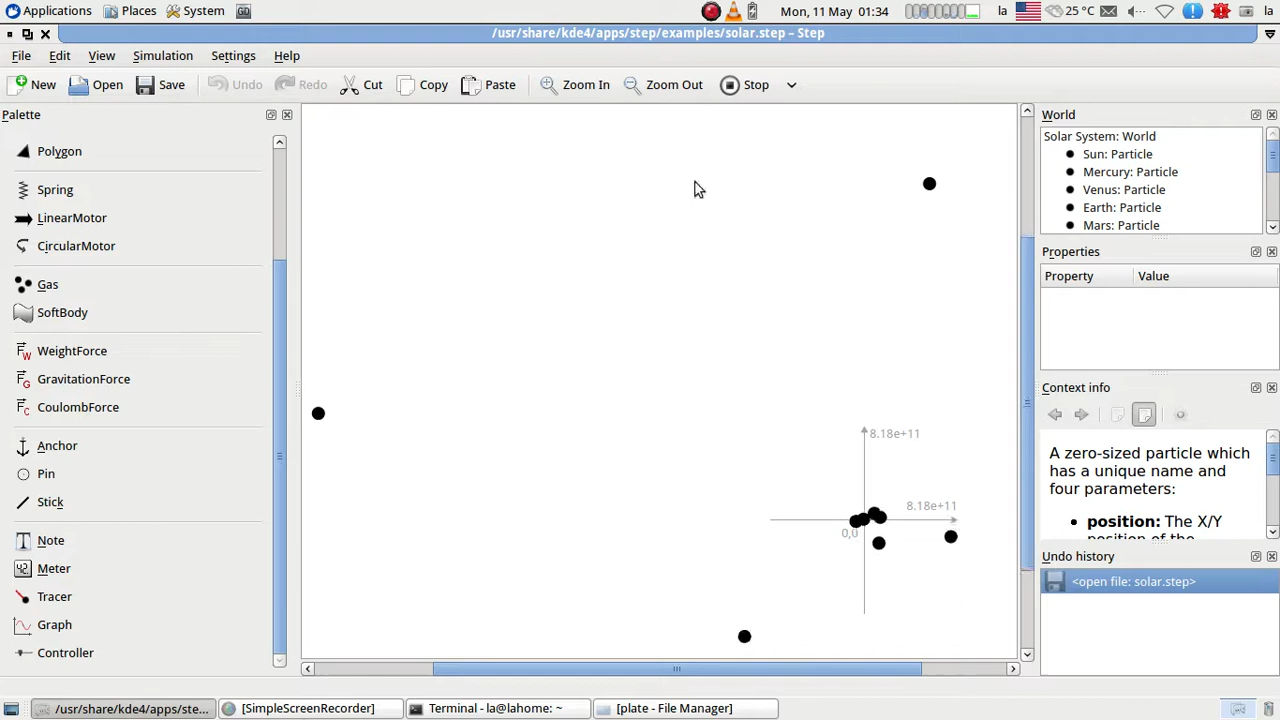 Applications Places System Mon, 11 May 01:34 la 25 °C la
/usr/share/kde4/apps/step/examples/solar.step – Step
File Edit View Simulation Settings Help
New Open Save Undo Redo Cut Copy Paste Zoom In Zoom Out Stop
Palette
Polygon
Spring
LinearMotor
CircularMotor
Gas
SoftBody
WeightForce
GravitationForce
CoulombForce
Anchor
Pin
Stick
Note
Meter
Tracer
Graph
Controller
8.18e+11
8.18e+11
0,0
World
Solar System: World
Sun: Particle
Mercury: Particle
Venus: Particle
Earth: Particle
Mars: Particle
Properties
Property Value
Context info
A zero-sized particle which
has a unique name and
four parameters:
position: The X/Y
position of the
Undo history
<open file: solar.step>
/usr/share/kde4/apps/ste... [SimpleScreenRecorder] Terminal - la@lahome: ~ [plate - File Manager]